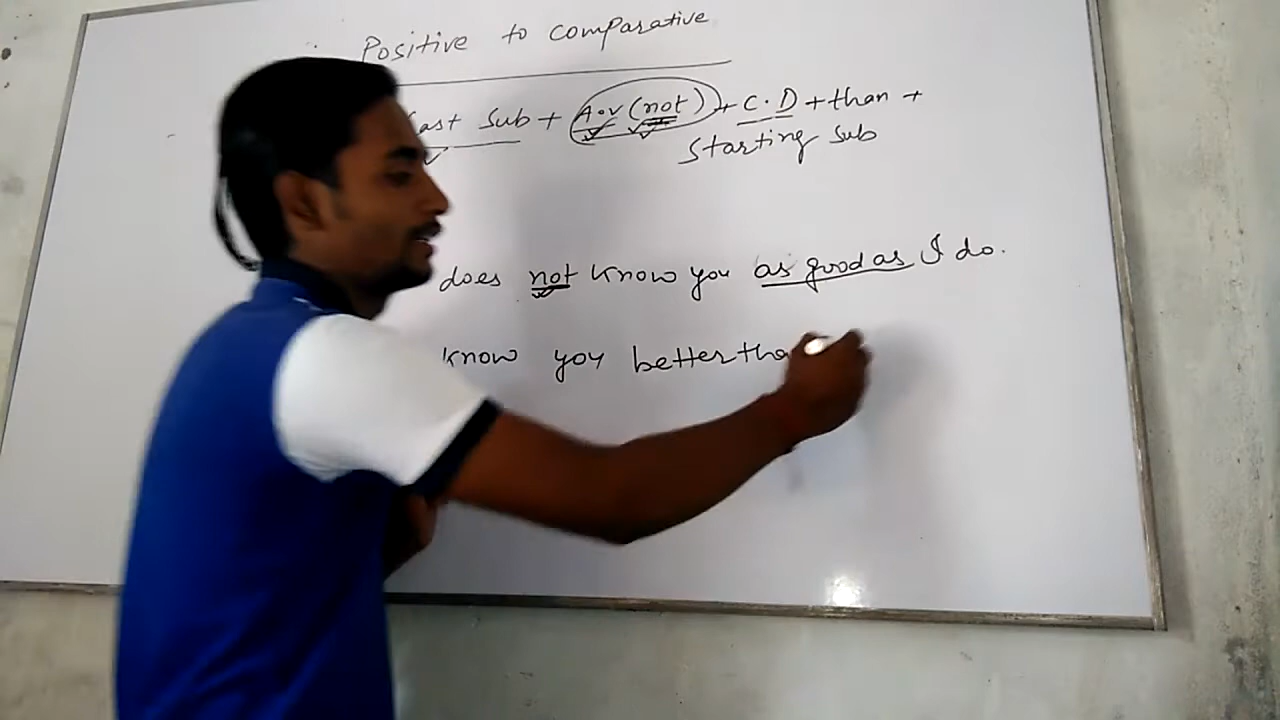 Positive to comparative
Last Sub + A.V (not) + C.D + than +
Starting Sub
does not know you as good as I do.
know you better tha